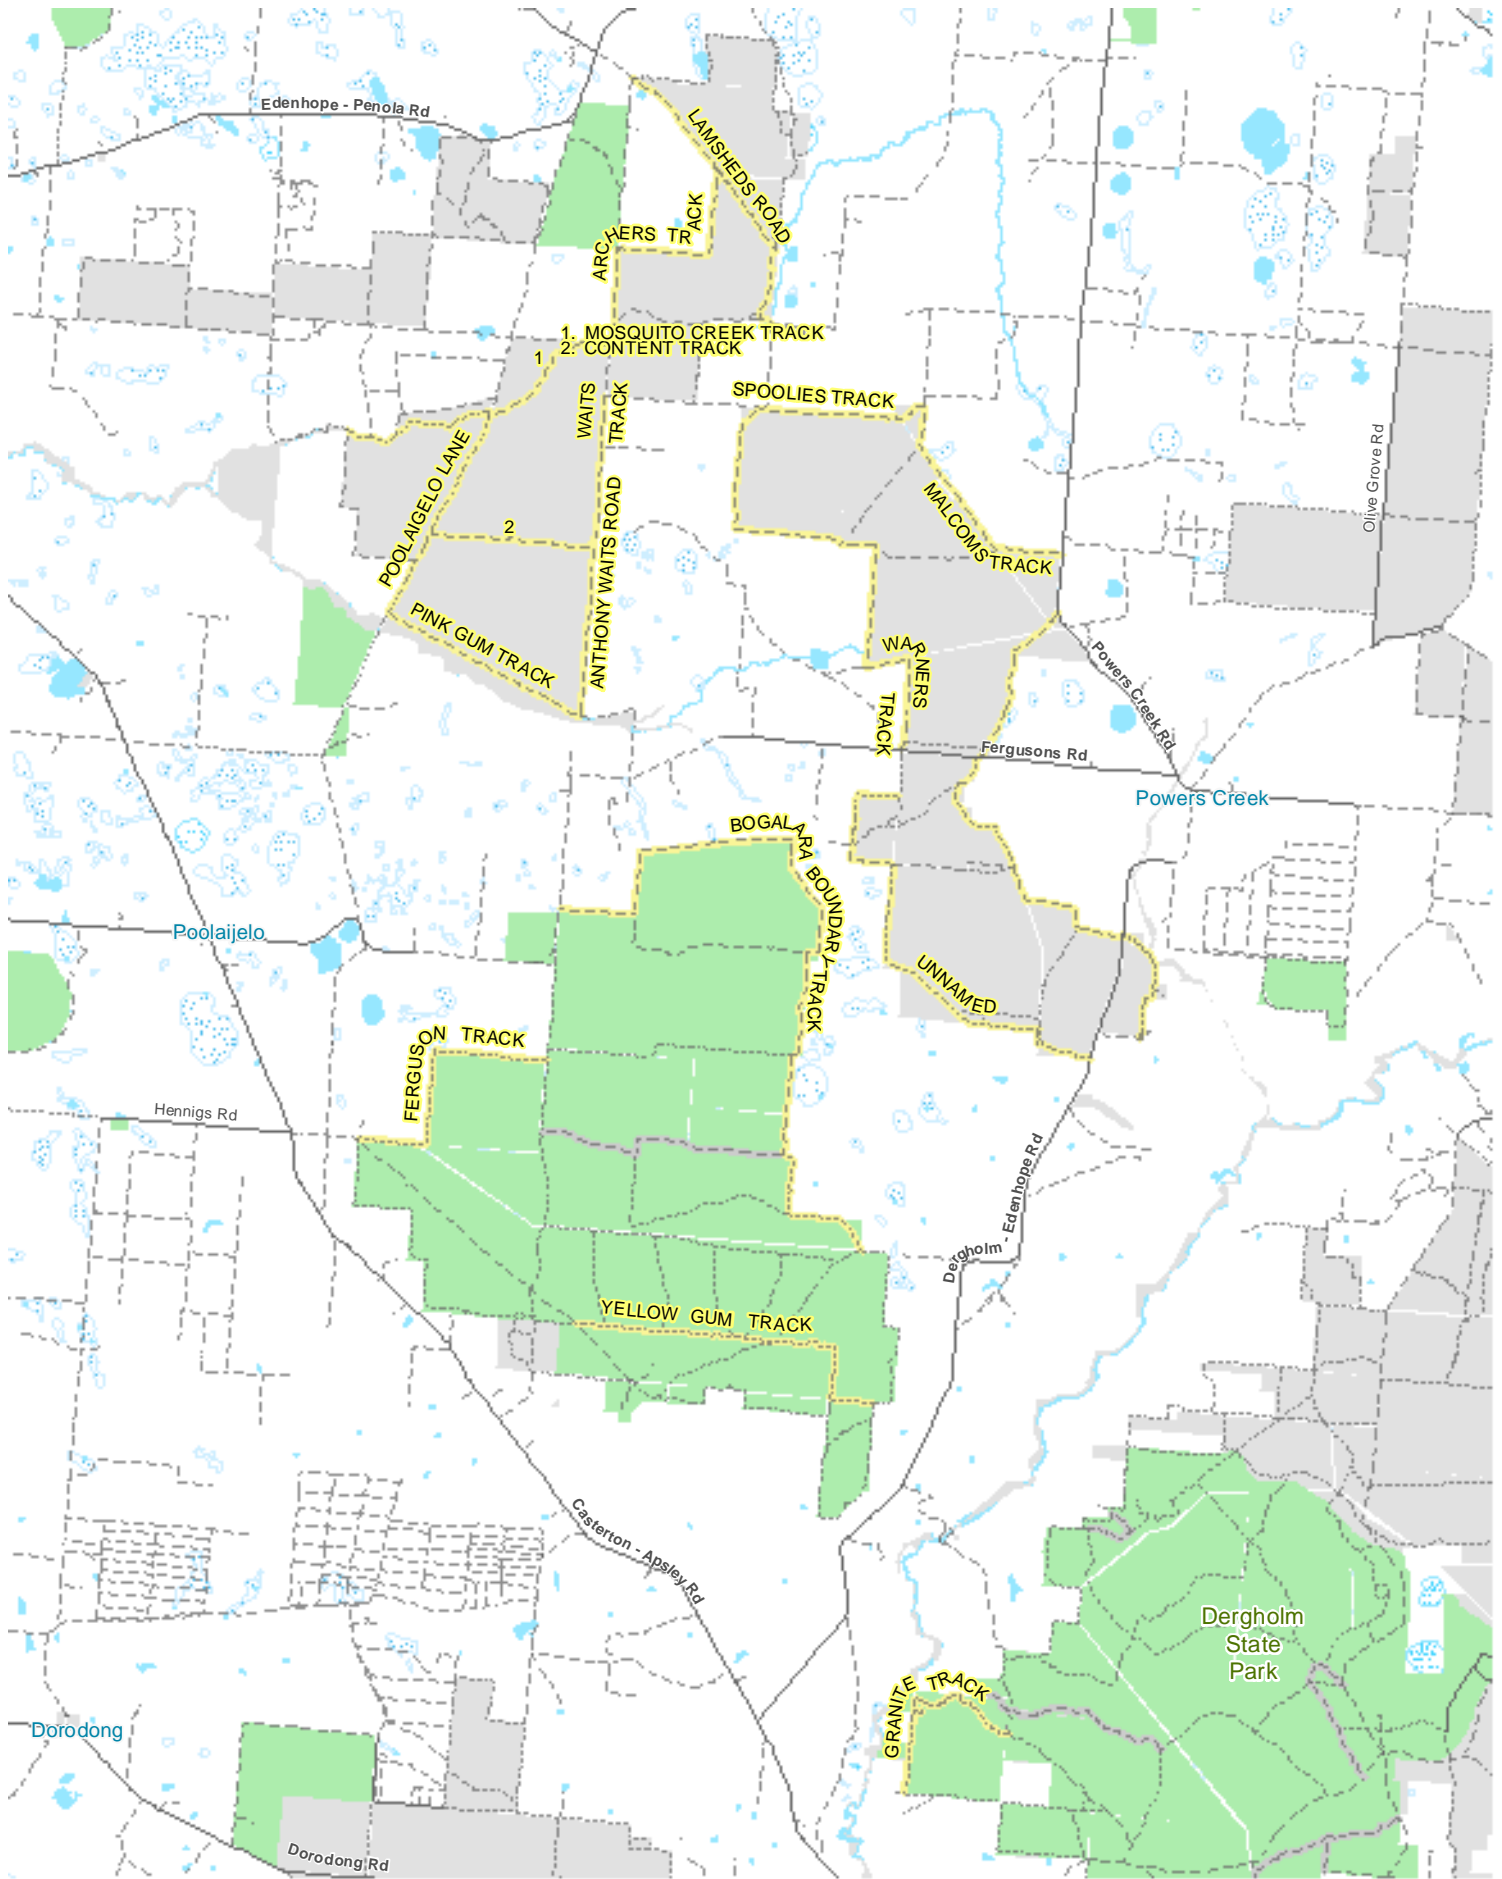 Edenhope - Penola Rd
LAMSHEDS ROAD
ARCHERS TRACK
1. MOSQUITO CREEK TRACK
2. CONTENT TRACK
1
WAITS
TRACK
SPOOLIES TRACK
POOLAIGELO LANE
2
MALCOMS TRACK
Olive Grove Rd
ANTHONY WAITS ROAD
PINK GUM TRACK
WARNERS
TRACK
Powers Creek Rd
Fergusons Rd
Powers Creek
BOGALARA BOUNDARY TRACK
Poolaijelo
UNNAMED
FERGUSON TRACK
Hennigs Rd
Dergholm - Edenhope Rd
YELLOW GUM TRACK
Casterton - Apsley Rd
Dergholm
State
Park
GRANITE TRACK
Dorodong
Dorodong Rd